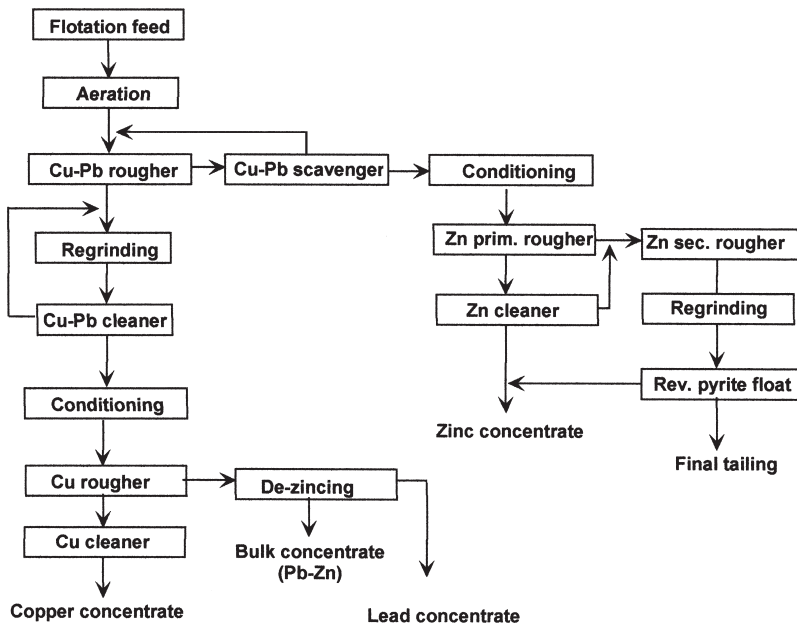 Flotation feed
Aeration
Cu-Pb rougher
Cu-Pb scavenger
Conditioning
Regrinding
Zn prim. rougher
Zn sec. rougher
Cu-Pb cleaner
Zn cleaner
Regrinding
Conditioning
Rev. pyrite float
Zinc concentrate
Final tailing
Cu rougher
De-zincing
Cu cleaner
Bulk concentrate
(Pb-Zn)
Copper concentrate
Lead concentrate